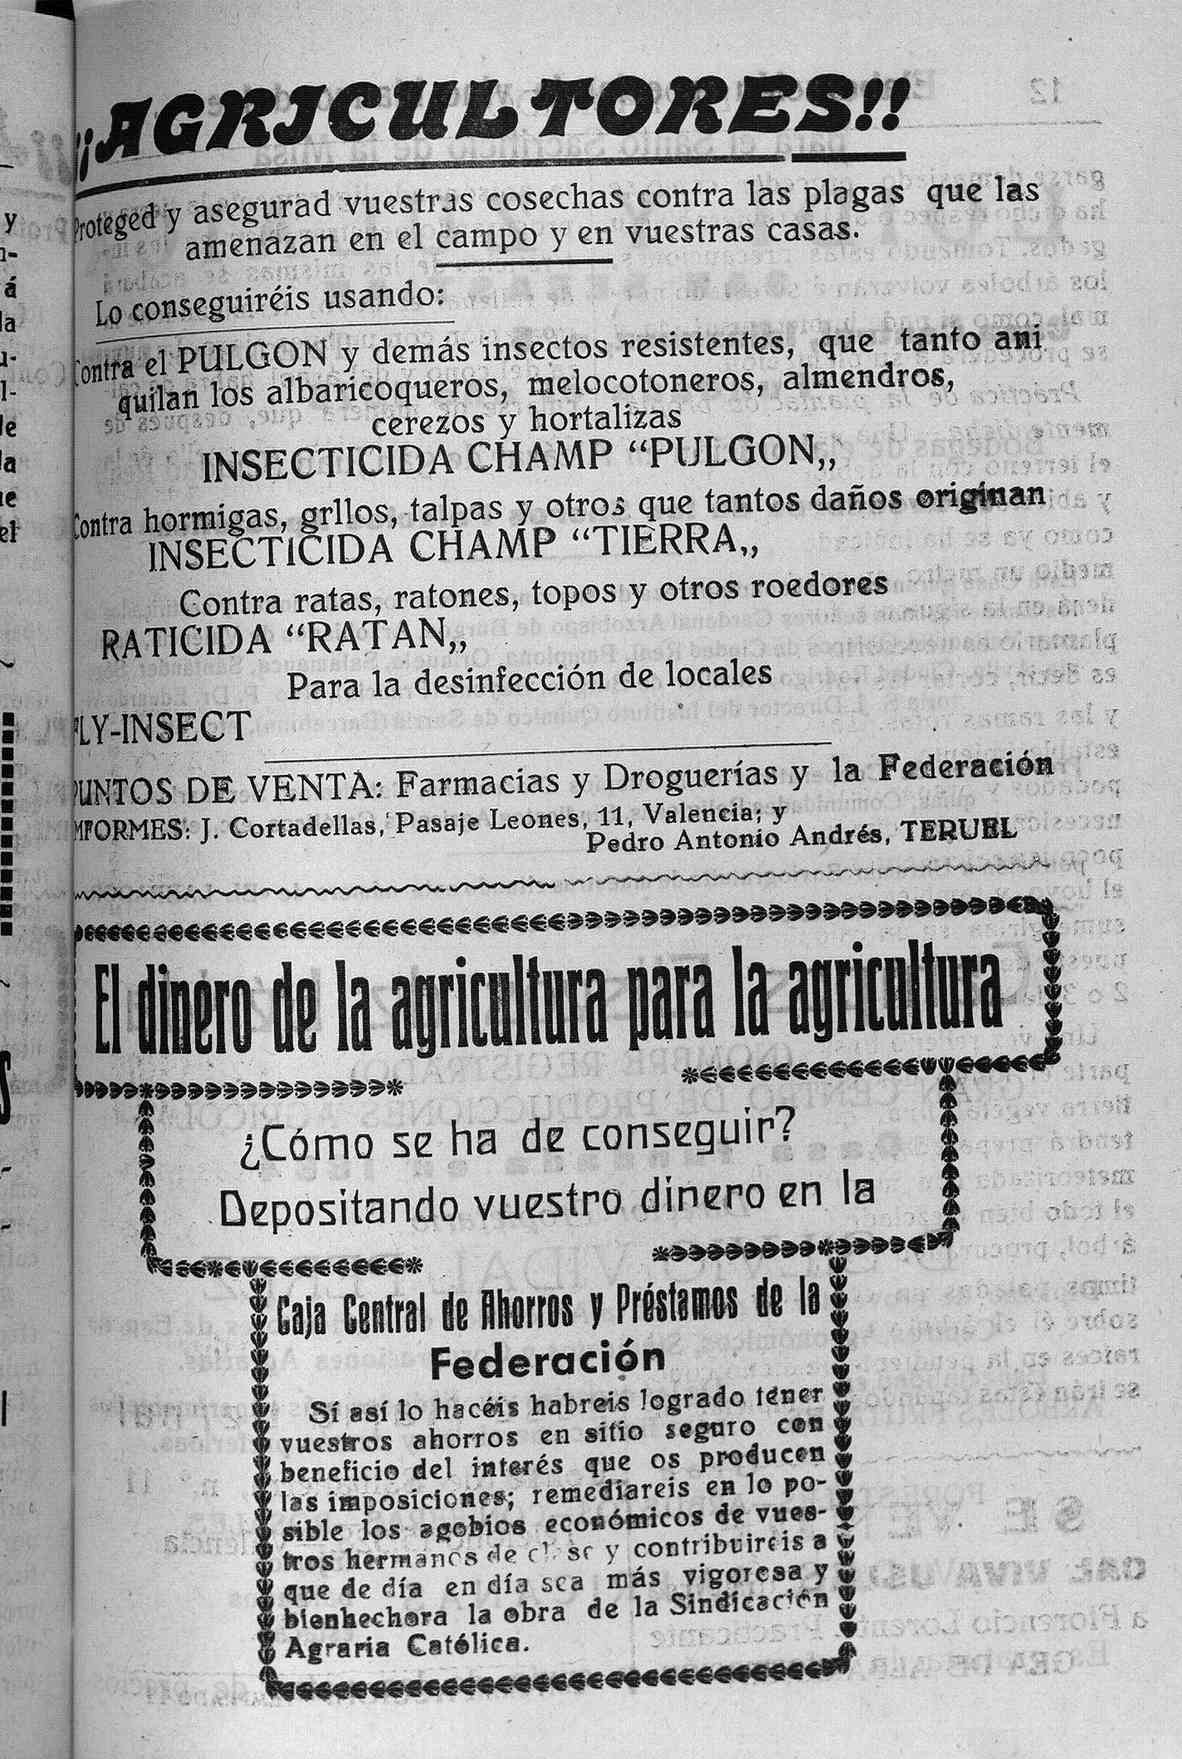 ¡¡AGRICULTORES!!
Proteged y asegurad vuestras cosechas contra las plagas que las
amenazan en el campo y en vuestras casas.
Lo conseguiréis usando:
Contra el PULGON y demás insectos resistentes, que tanto ani
quilan los albaricoqueros, melocotoneros, almendros,
cerezos y hortalizas
INSECTICIDA CHAMP “PULGON„
Contra hormigas, grllos, talpas y otros que tantos daños originan
INSECTICIDA CHAMP “TIERRA„
Contra ratas, ratones, topos y otros roedores
RATICIDA “RATAN„
Para la desinfección de locales
FLY-INSECT
PUNTOS DE VENTA: Farmacias y Droguerías y la Federación
INFORMES: J. Cortadellas, Pasaje Leones, 11, Valencia; y
Pedro Antonio Andrés, TERUEL
El dinero de la agricultura para la agricultura
¿Cómo se ha de conseguir?
Depositando vuestro dinero en la
Caja Central de Ahorros y Préstamos de la
Federación
Sí así lo hacéis habreis logrado tener
vuestros ahorros en sitio seguro con
beneficio del interés que os producen
las imposiciones; remediareis en lo po-
sible los agobios económicos de vues-
tros hermanos de clase y contribuireis a
que de día en día sea más vigoresa y
bienhechora la obra de la Sindicación
Agraria Católica.